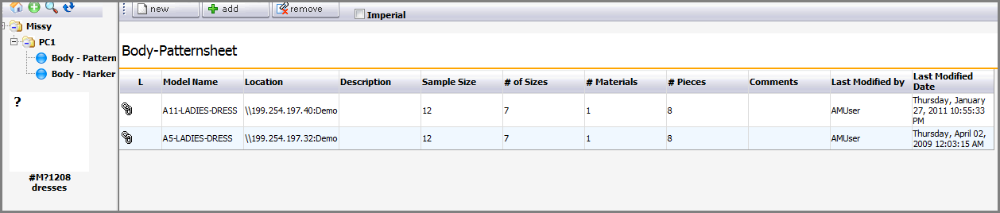 new add remove Imperial
Missy
PC1
Body - Pattern
Body - Marker
?
#M?1208
dresses
Body-Patternsheet
L Model Name Location Description Sample Size # of Sizes # Materials # Pieces Comments Last Modified by Last Modified
Date
A11-LADIES-DRESS \\199.254.197.40:Demo 12 7 1 8 AMUser Thursday, January
27, 2011 10:55:33
PM
A5-LADIES-DRESS \\199.254.197.32:Demo 12 7 1 8 AMUser Thursday, April 02,
2009 12:03:15 AM